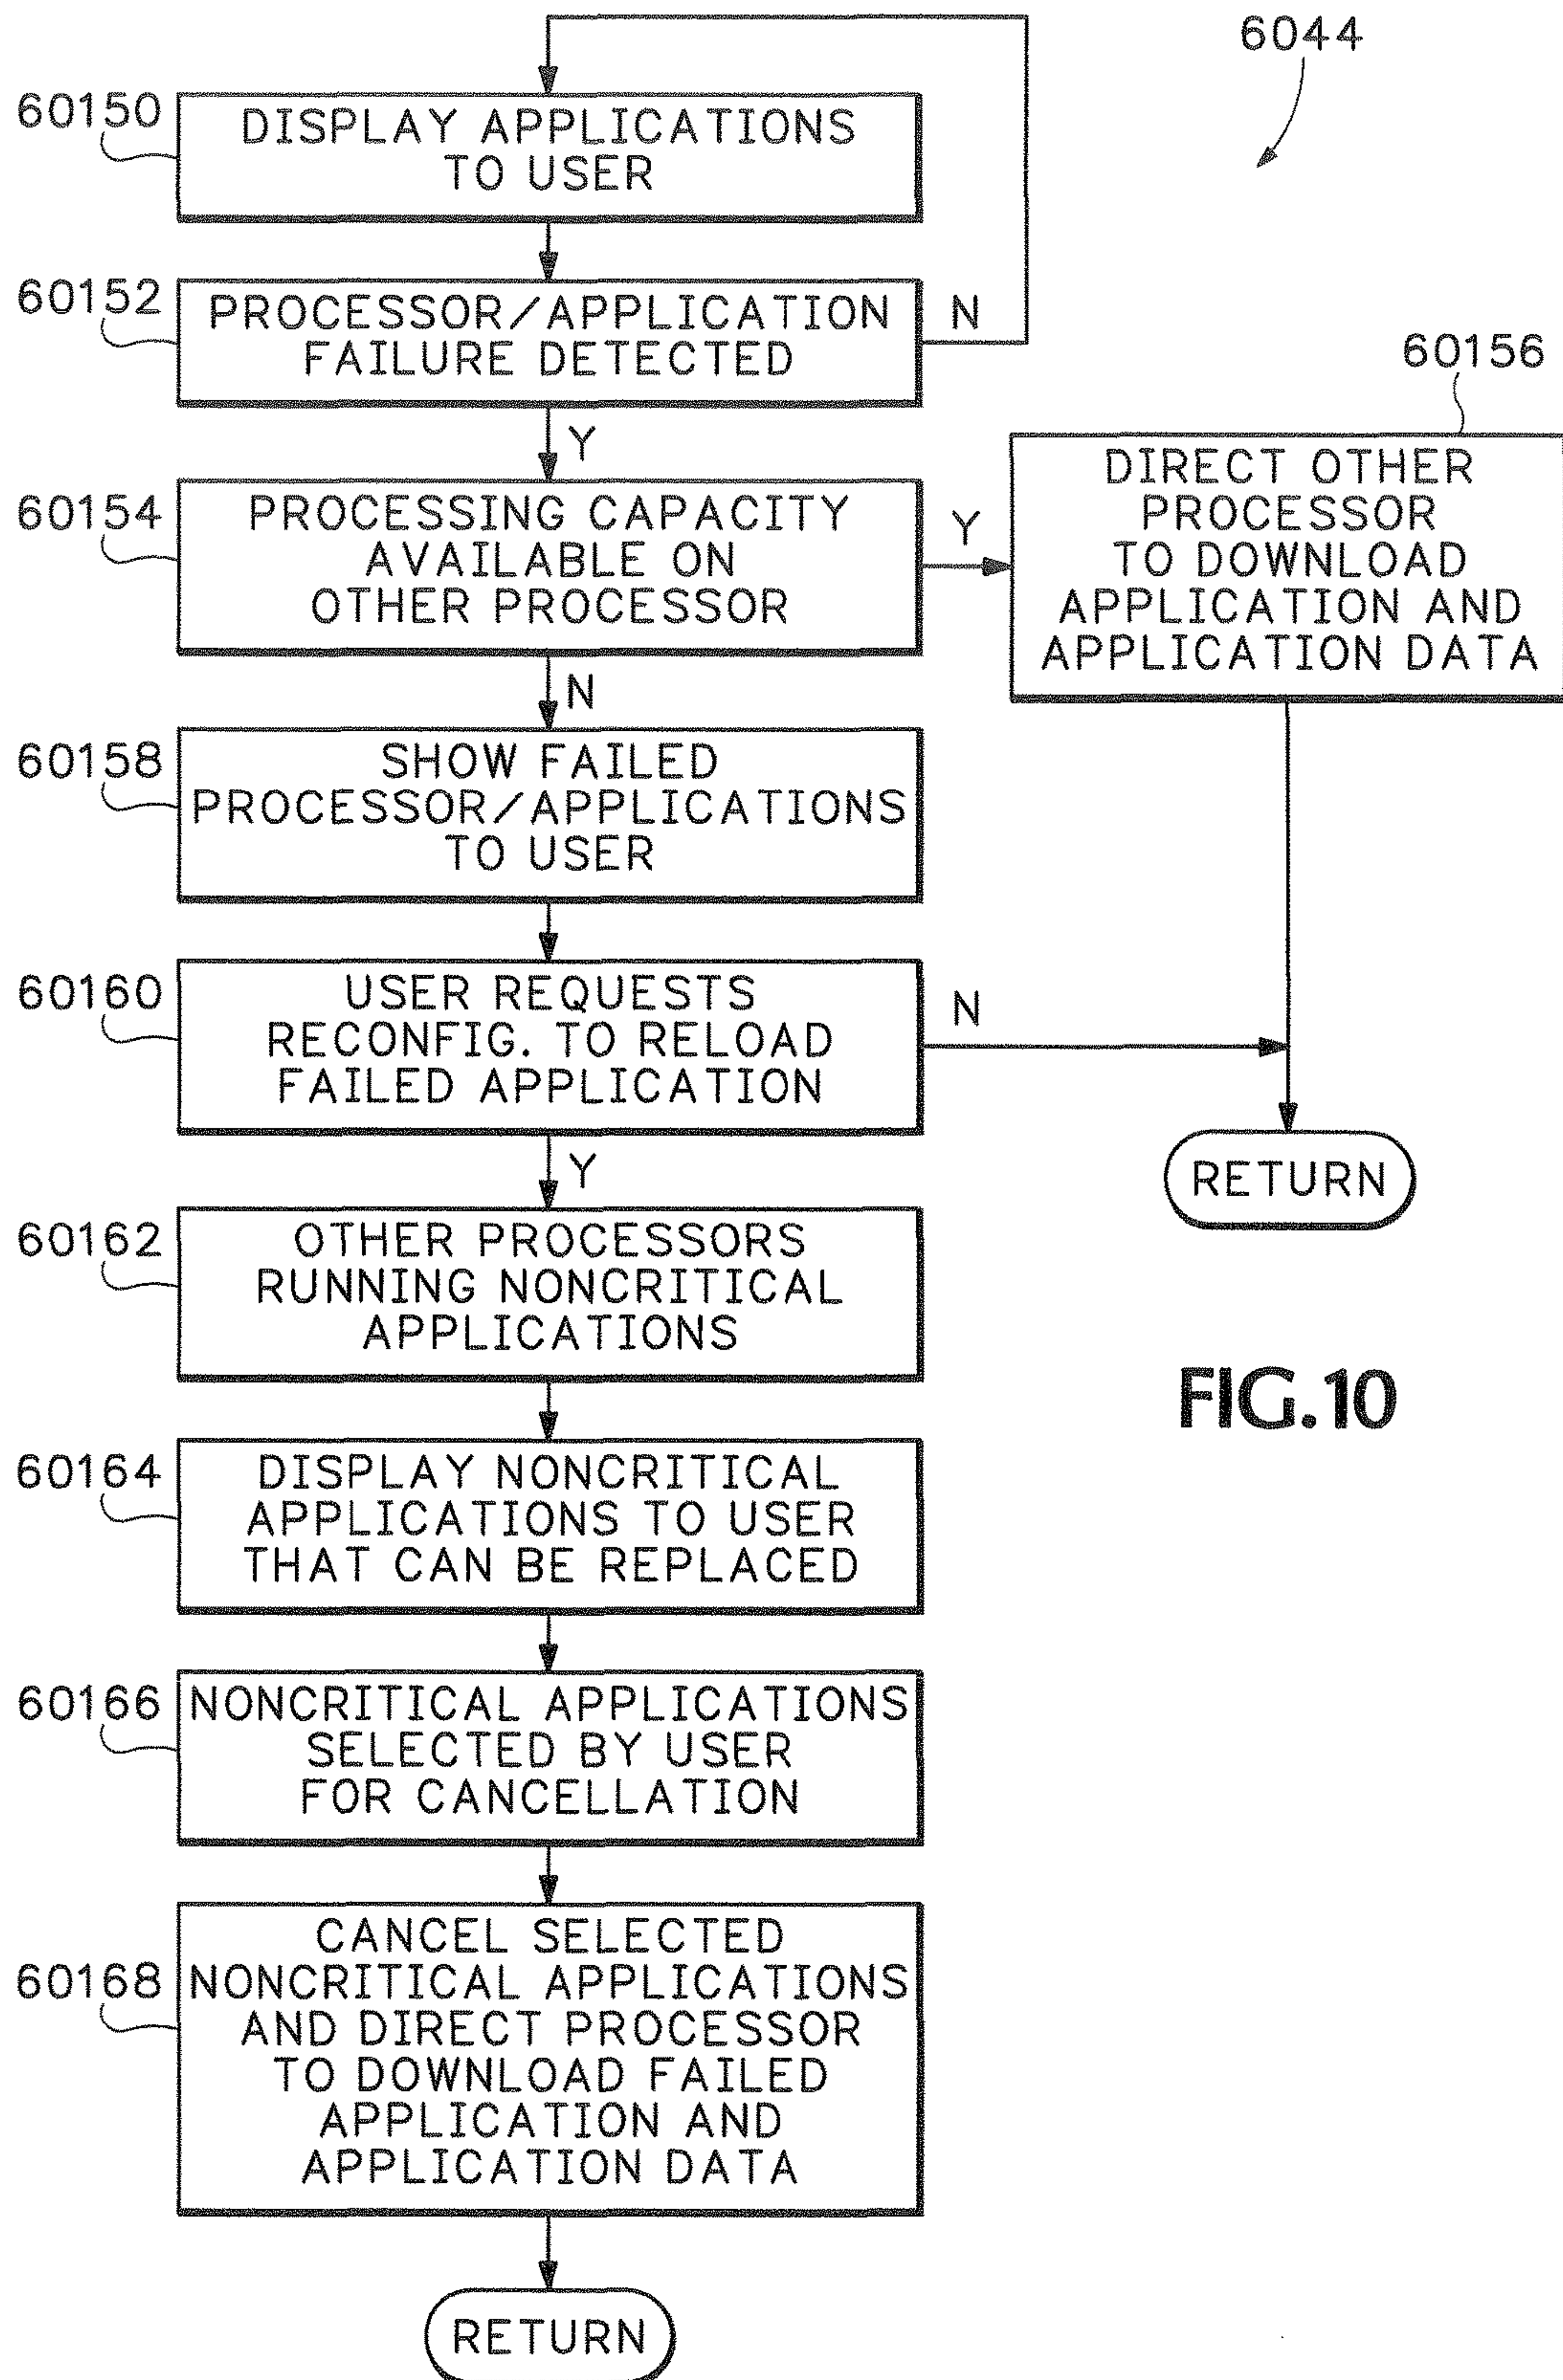 6044
60150
DISPLAY APPLICATIONS
TO USER
60152
PROCESSOR/APPLICATION
FAILURE DETECTED
N
Y
60154
PROCESSING CAPACITY
AVAILABLE ON
OTHER PROCESSOR
Y
60156
DIRECT OTHER
PROCESSOR
TO DOWNLOAD
APPLICATION AND
APPLICATION DATA
N
60158
SHOW FAILED
PROCESSOR/APPLICATIONS
TO USER
60160
USER REQUESTS
RECONFIG. TO RELOAD
FAILED APPLICATION
N
RETURN
Y
60162
OTHER PROCESSORS
RUNNING NONCRITICAL
APPLICATIONS
FIG.10
60164
DISPLAY NONCRITICAL
APPLICATIONS TO USER
THAT CAN BE REPLACED
60166
NONCRITICAL APPLICATIONS
SELECTED BY USER
FOR CANCELLATION
60168
CANCEL SELECTED
NONCRITICAL APPLICATIONS
AND DIRECT PROCESSOR
TO DOWNLOAD FAILED
APPLICATION AND
APPLICATION DATA
RETURN